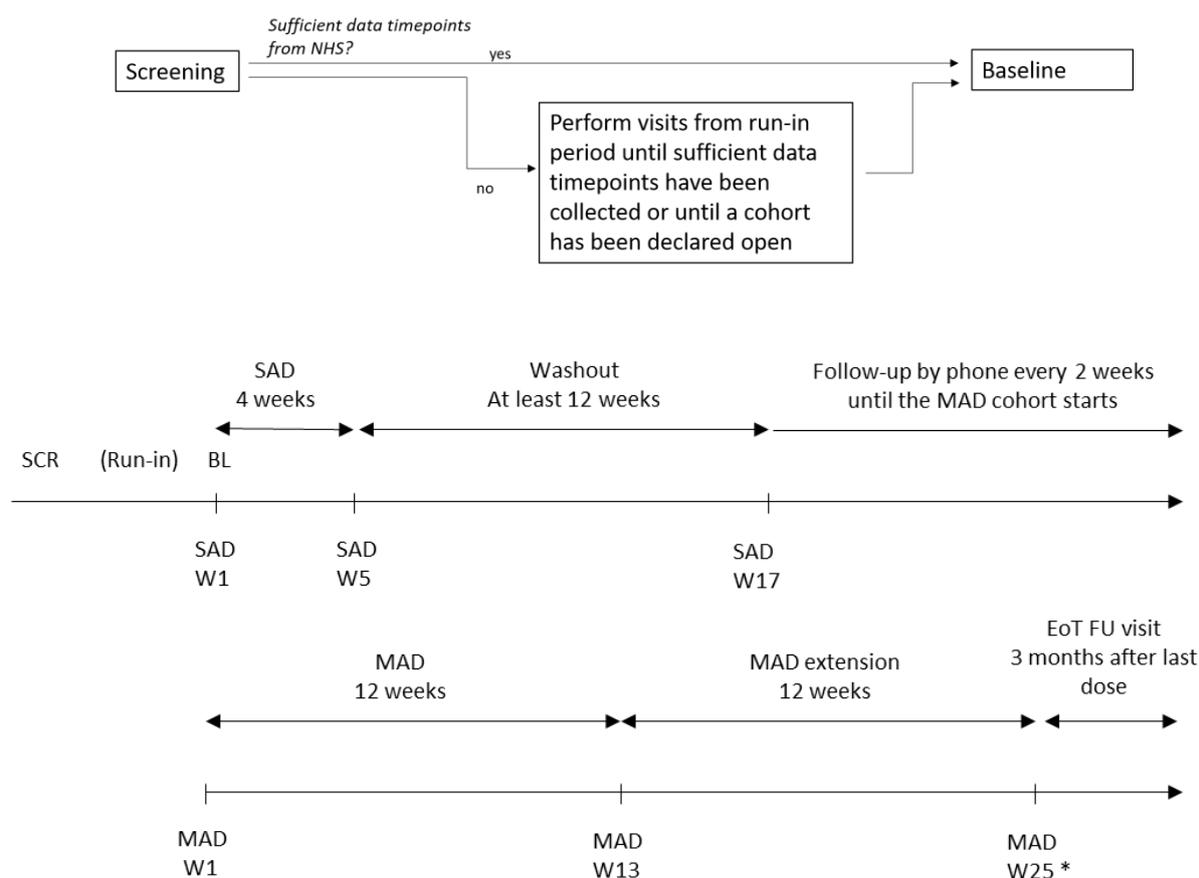 Sufficient data timepoints
from NHS?
yes
Screening
Baseline
Perform visits from run-in
period until sufficient data
timepoints have been
collected or until a cohort
has been declared open
no
SAD
4 weeks
Washout
At least 12 weeks
Follow-up by phone every 2 weeks
until the MAD cohort starts
SCR
(Run-in)
BL
SAD
W1
SAD
W5
SAD
W17
EoT FU visit
3 months after last
dose
MAD
12 weeks
MAD extension
12 weeks
MAD
W1
MAD
W13
MAD
W25 *